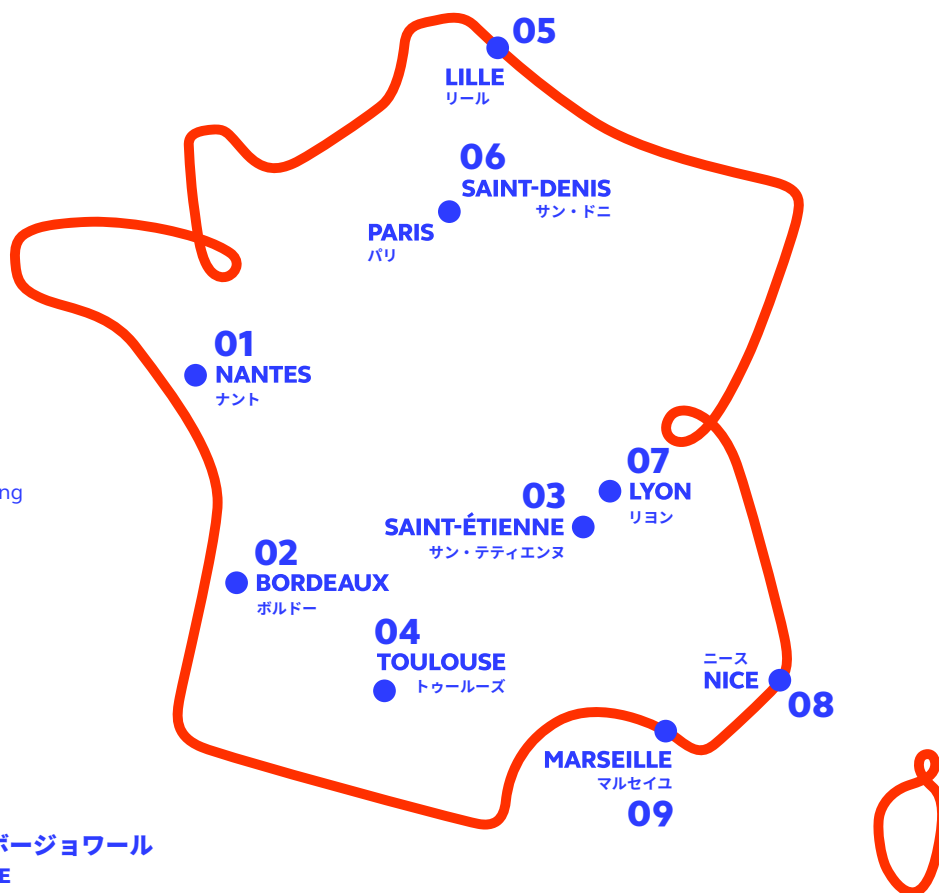 05
LILLE
リール
06
SAINT-DENIS
サン・ドニ
PARIS
パリ
01
NANTES
ナント
07
LYON
リヨン
ng
03
SAINT-ÉTIENNE
サン・テティエンヌ
02
BORDEAUX
ボルドー
04
TOULOUSE
トゥールーズ
ニース
NICE
08
MARSEILLE
マルセイユ
09
ボージョワール
E